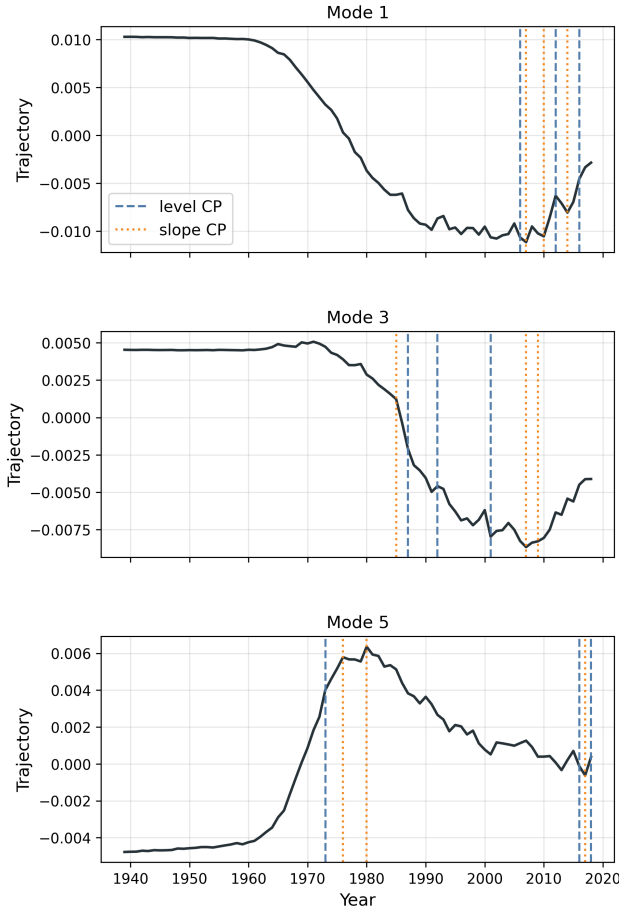 Mode 1
Trajectory
0.010
0.005
0.000
−0.005
−0.010
level CP
slope CP
Mode 3
Trajectory
0.0050
0.0025
0.0000
−0.0025
−0.0050
−0.0075
Mode 5
Trajectory
0.006
0.004
0.002
0.000
−0.002
−0.004
1940 1950 1960 1970 1980 1990 2000 2010 2020
Year